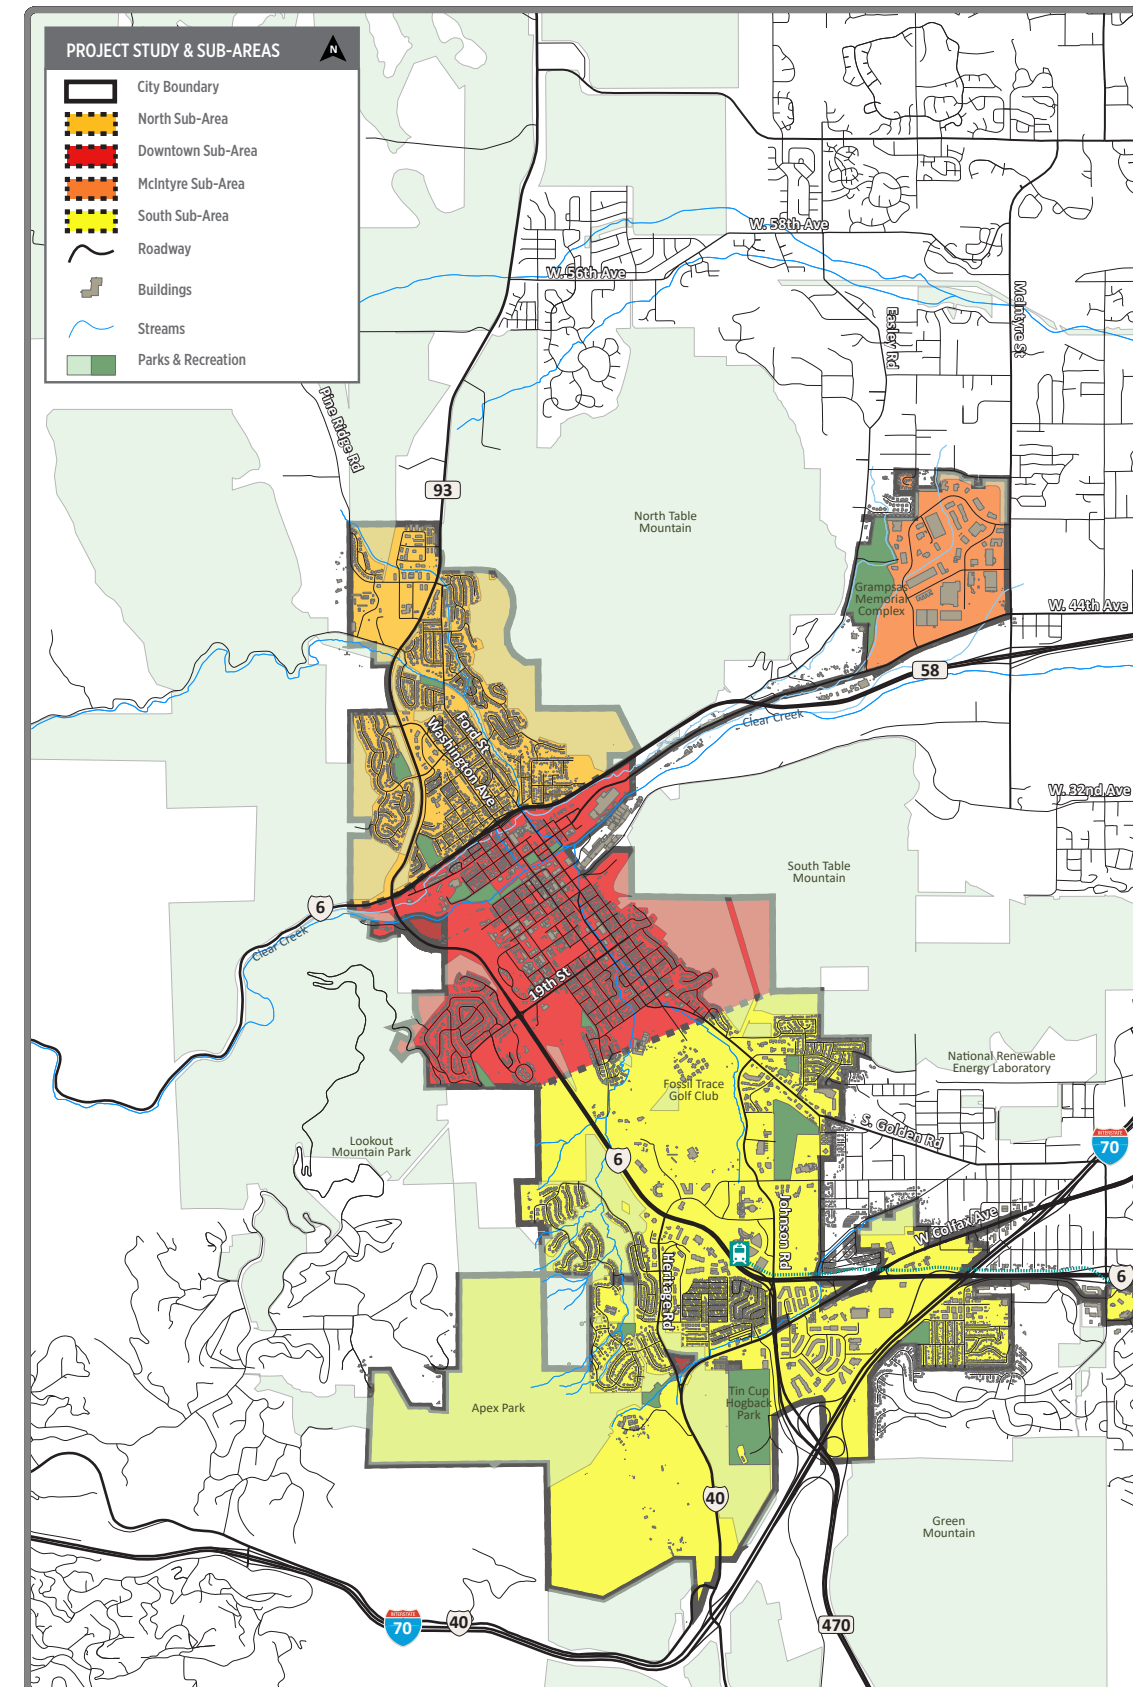 PROJECT STUDY & SUB-AREAS
N
City Boundary
North Sub-Area
Downtown Sub-Area
McIntyre Sub-Area
South Sub-Area
Roadway
Buildings
Streams
Parks & Recreation
W. 58th Ave
W. 56th Ave
McIntyre St
Easley Rd
Pine Ridge Rd
93
North Table
Mountain
Grampsas
Memorial
Complex
W. 44th Ave
58
Clear Creek
Ford St
Washington Ave
W. 32nd Ave
South Table
Mountain
6
Clear Creek
19th St
National Renewable
Energy Laboratory
Fossil Trace
Golf Club
S. Golden Rd
INTERSTATE
70
Lookout
Mountain Park
6
Johnson Rd
W Colfax Ave
Heritage Rd
6
Apex Park
Tin Cup
Hogback
Park
40
Green
Mountain
INTERSTATE
70
40
470